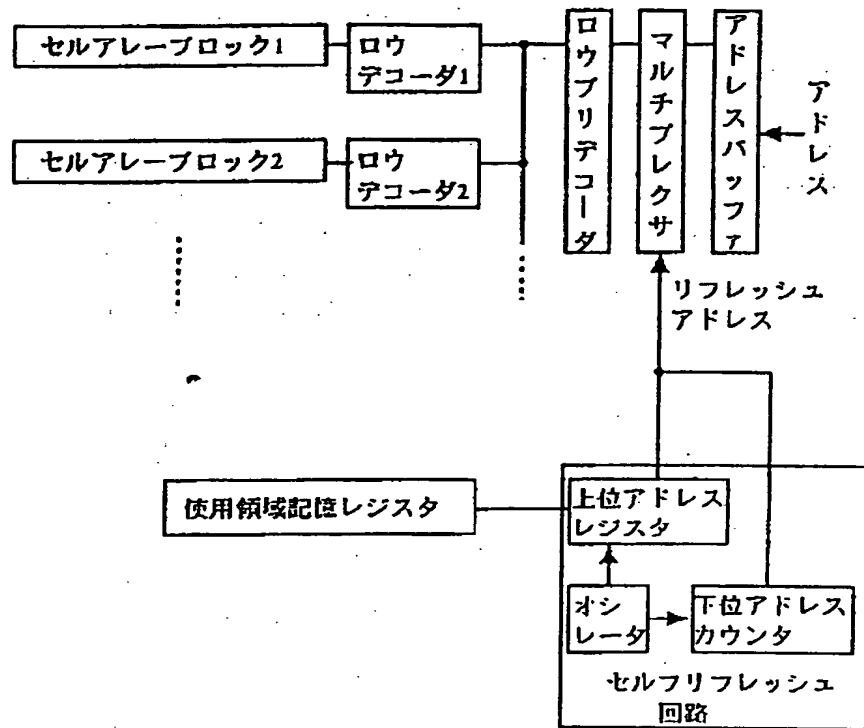 セルアレーブロック1
ロウ
デコーダ1
ロウプリデコーダ
マルチプレクサ
アドレスバッファ
アドレス
セルアレーブロック2
ロウ
デコーダ2
リフレッシュ
アドレス
使用領域記憶レジスタ
上位アドレス
レジスタ
オシ
レータ
下位アドレス
カウンタ
セルフリフレッシュ
回路